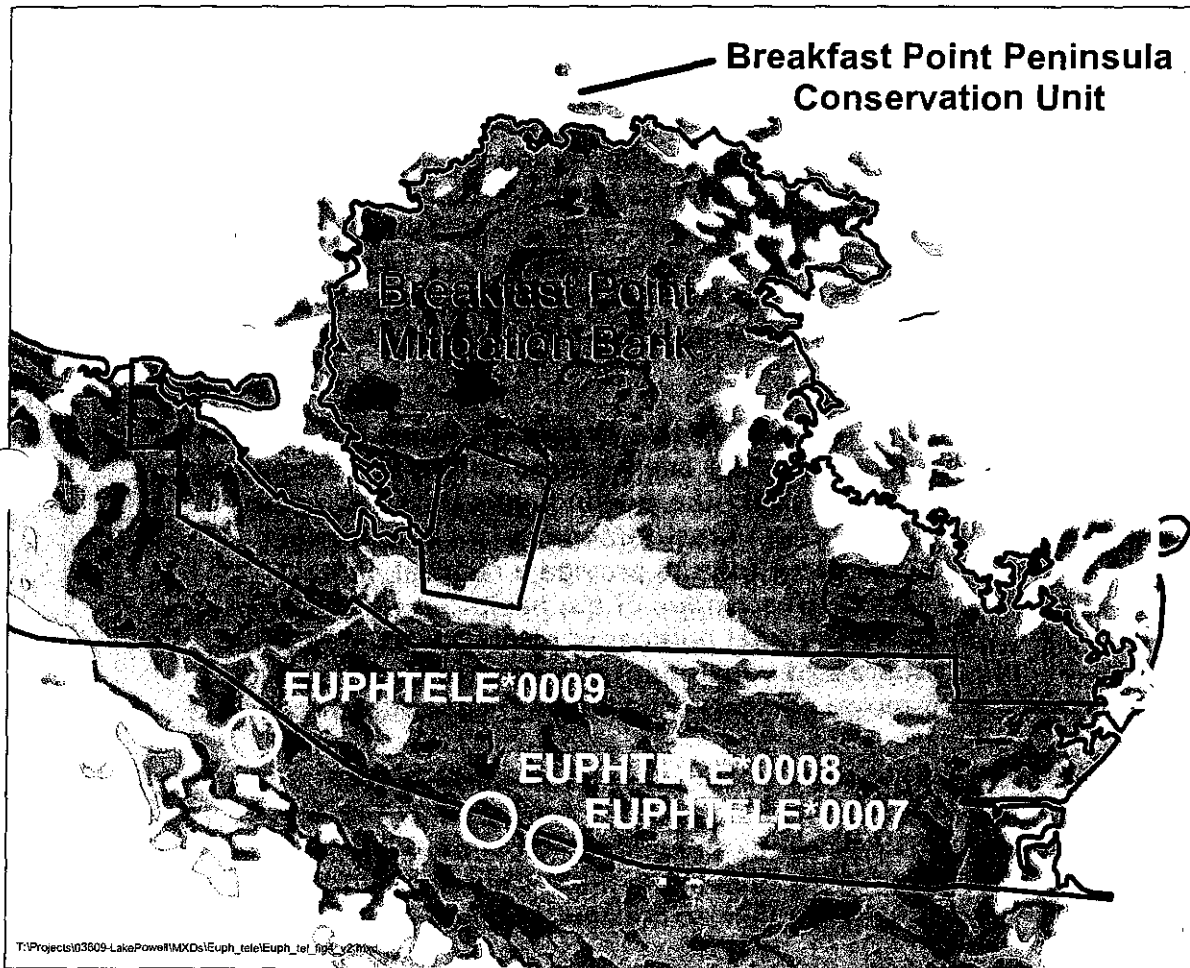 Breakfast Point Peninsula
Conservation Unit
Breakfast Point
Mitigation Bank
EUPHTELE*0009
EUPHTELE*0008
EUPHTELE*0007
T:\Projects\03609-LakePowell\MXDs\Euph_tele\Euph_tel_fig4_v2.mxd